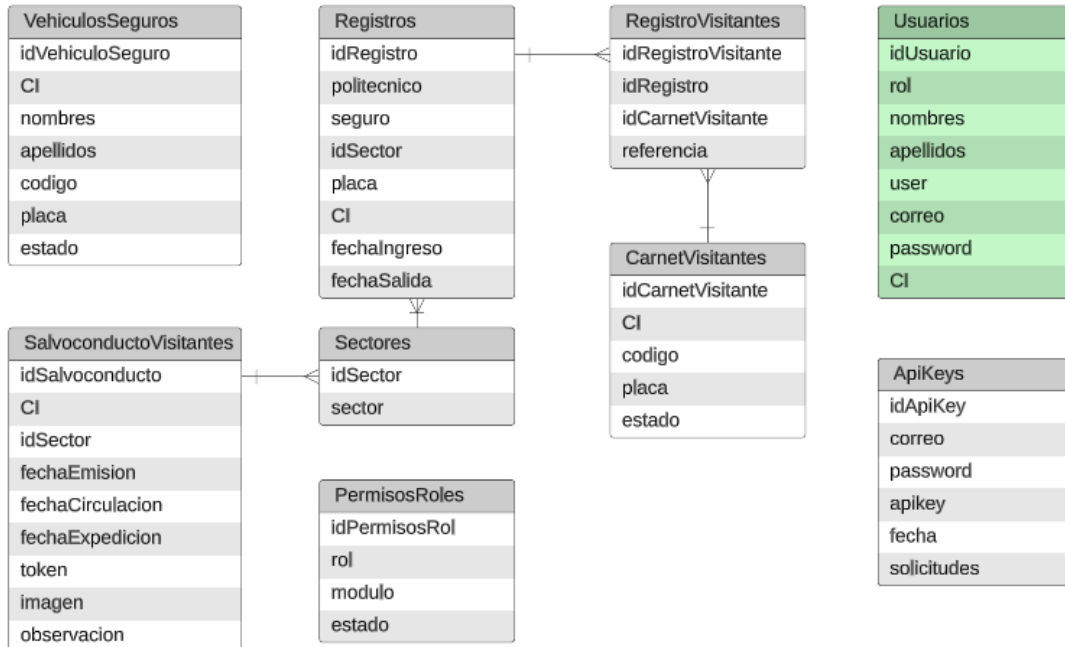 VehiculosSeguros
idVehiculoSeguro
CI
nombres
apellidos
codigo
placa
estado
Registros
idRegistro
politecnico
seguro
idSector
placa
CI
fechaIngreso
fechaSalida
RegistroVisitantes
idRegistroVisitante
idRegistro
idCarnetVisitante
referencia
Usuarios
idUsuario
rol
nombres
apellidos
user
correo
password
CI
SalvoconductoVisitantes
idSalvoconducto
CI
idSector
fechaEmision
fechaCirculacion
fechaExpedicion
token
imagen
observacion
Sectores
idSector
sector
CarnetVisitantes
idCarnetVisitante
CI
codigo
placa
estado
PermisosRoles
idPermisosRol
rol
modulo
estado
ApiKeys
idApiKey
correo
password
apikey
fecha
solicitudes